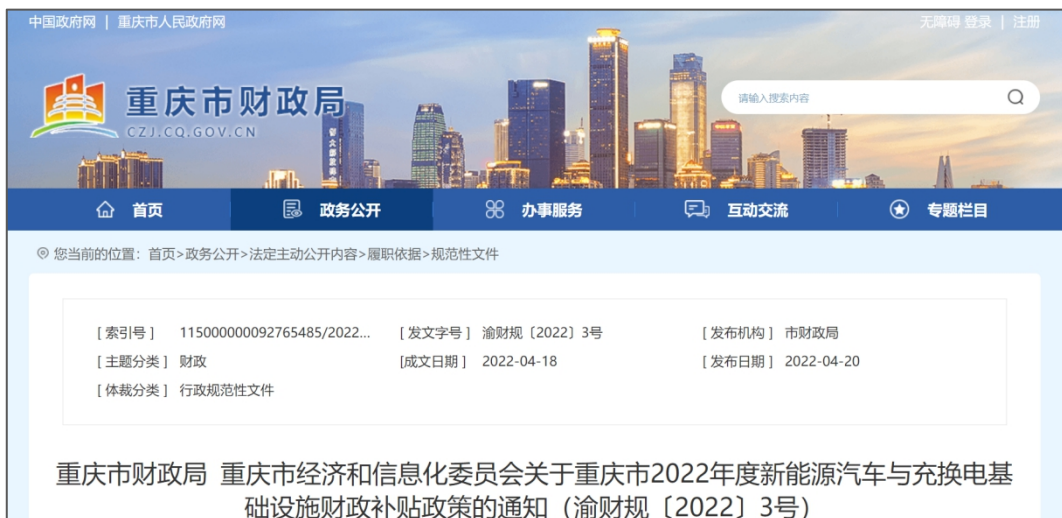 中国政府网 | 重庆市人民政府网
无障碍 登录 | 注册
重庆市财政局
CZJ.CQ.GOV.CN
请输入搜索内容
首页 政务公开 办事服务 互动交流 专题栏目
您当前的位置：首页>政务公开>法定主动公开内容>履职依据>规范性文件
[ 索引号 ] 115000000092765485/2022... [ 发文字号 ] 渝财规〔2022〕3号 [ 发布机构 ] 市财政局
[ 主题分类 ] 财政 [成文日期 ] 2022-04-18 [ 发布日期 ] 2022-04-20
[ 体裁分类 ] 行政规范性文件
重庆市财政局 重庆市经济和信息化委员会关于重庆市2022年度新能源汽车与充换电基
础设施财政补贴政策的通知（渝财规〔2022〕3号）